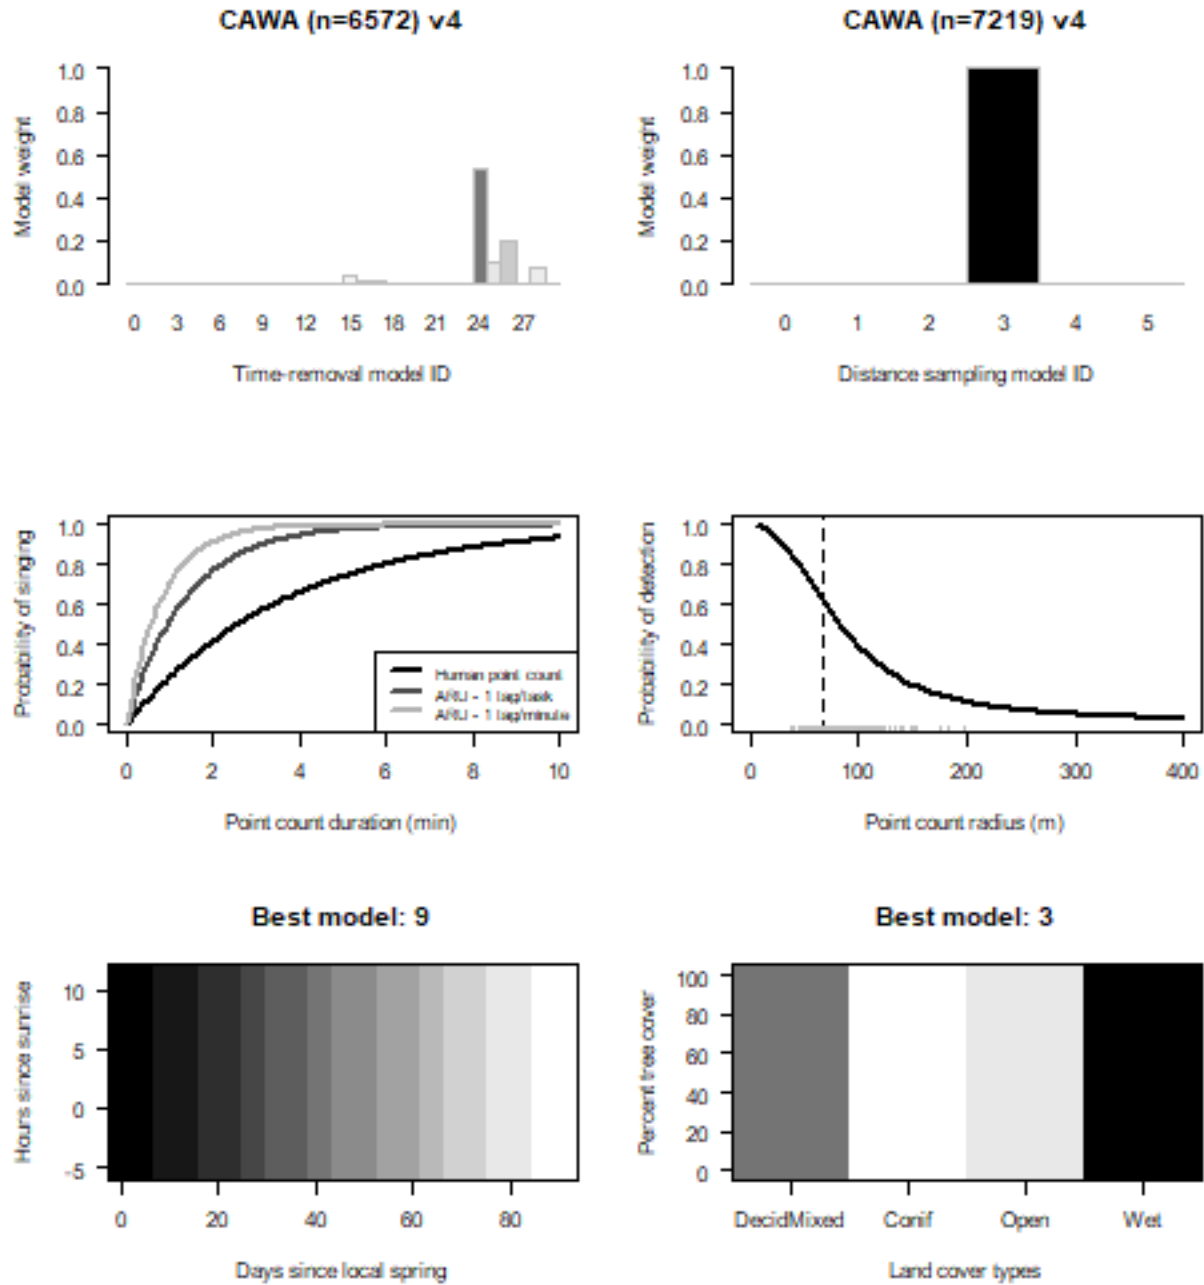 CAWA (n=6572) v4
Model weight
1.0
0.8
0.6
0.4
0.2
0.0
0 3 6 9 12 15 18 21 24 27
Time-removal model ID
CAWA (n=7219) v4
Model weight
1.0
0.8
0.6
0.4
0.2
0.0
0 1 2 3 4 5
Distance sampling model ID
Probability of singing
1.0
0.8
0.6
0.4
0.2
0.0
Human point count
ARU - 1 tag/task
ARU - 1 tag/minute
0 2 4 6 8 10
Point count duration (min)
Probability of detection
1.0
0.8
0.6
0.4
0.2
0.0
0 100 200 300 400
Point count radius (m)
Best model: 9
Hours since sunrise
10
5
0
-5
0 20 40 60 80
Days since local spring
Best model: 3
Percent tree cover
100
80
60
40
20
0
DecidMixed Conif Open Wet
Land cover types